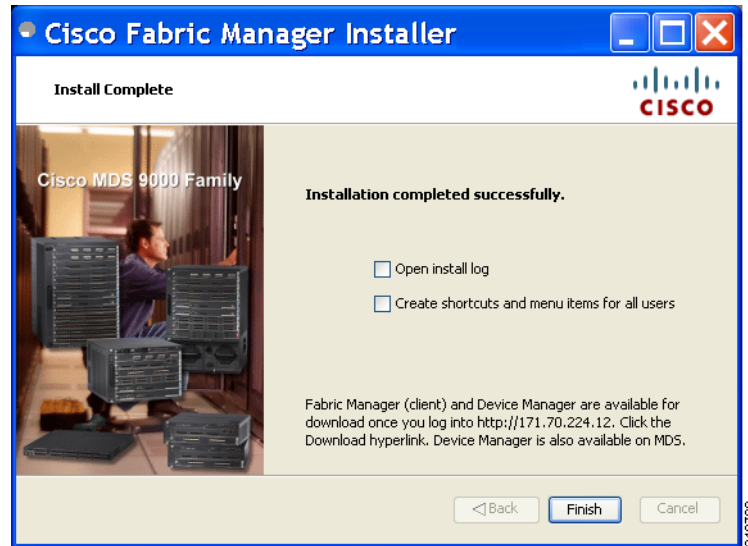 Cisco Fabric Manager Installer
Install Complete
CISCO
Cisco MDS 9000 Family
Installation completed successfully.
Open install log
Create shortcuts and menu items for all users
Fabric Manager (client) and Device Manager are available for
download once you log into http://171.70.224.12. Click the
Download hyperlink. Device Manager is also available on MDS.
Back
Finish
Cancel